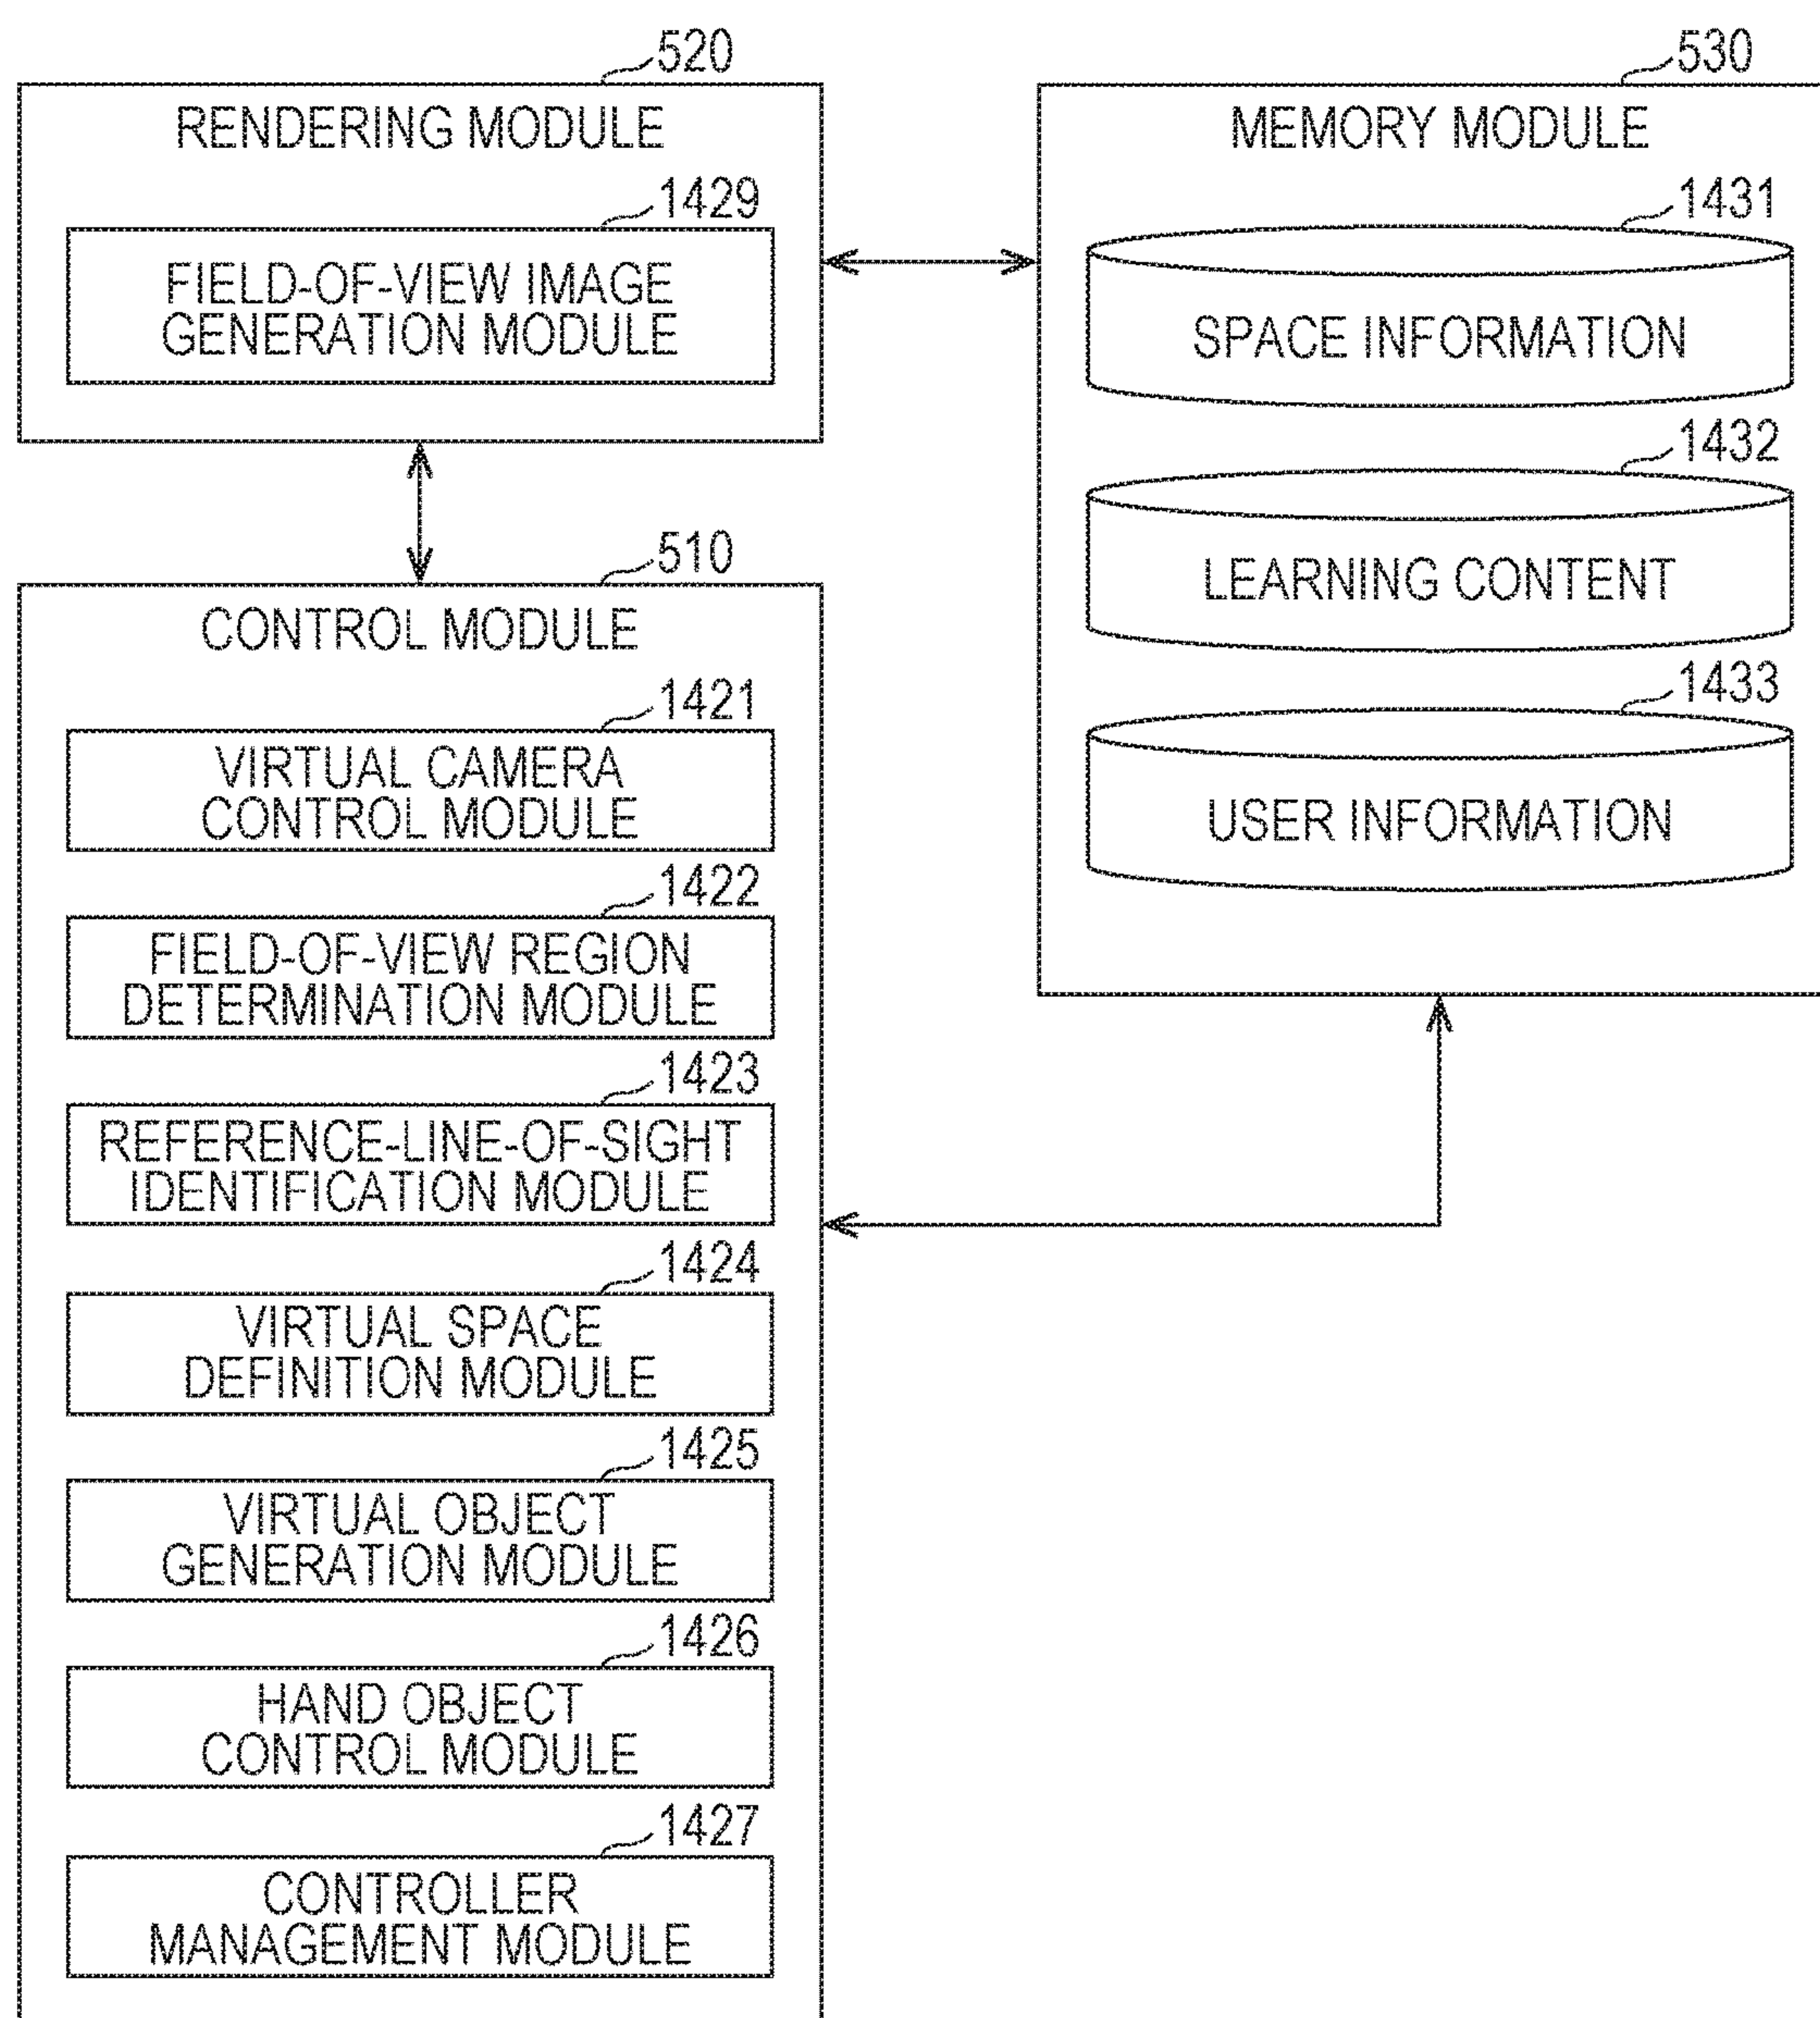 520
RENDERING MODULE
1429
FIELD-OF-VIEW IMAGE
GENERATION MODULE
530
MEMORY MODULE
1431
SPACE INFORMATION
1432
LEARNING CONTENT
1433
USER INFORMATION
510
CONTROL MODULE
1421
VIRTUAL CAMERA
CONTROL MODULE
1422
FIELD-OF-VIEW REGION
DETERMINATION MODULE
1423
REFERENCE-LINE-OF-SIGHT
IDENTIFICATION MODULE
1424
VIRTUAL SPACE
DEFINITION MODULE
1425
VIRTUAL OBJECT
GENERATION MODULE
1426
HAND OBJECT
CONTROL MODULE
1427
CONTROLLER
MANAGEMENT MODULE